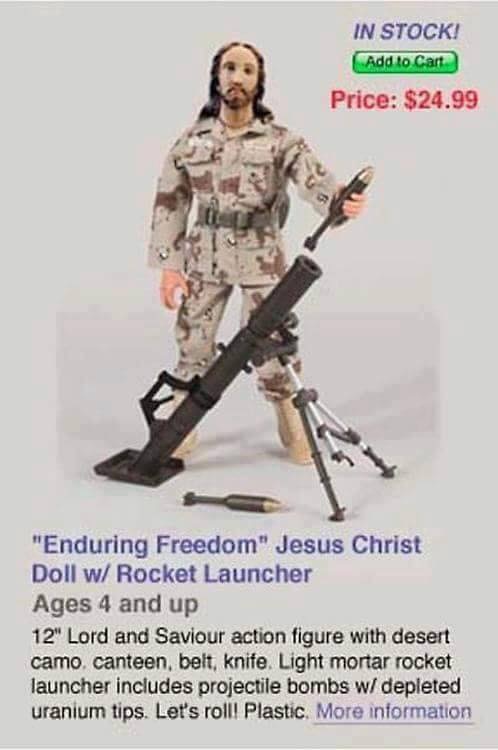 IN STOCK!
Add to Cart
Price: $24.99
"Enduring Freedom" Jesus Christ
Doll w/ Rocket Launcher
Ages 4 and up
12" Lord and Saviour action figure with desert
camo. canteen, belt, knife. Light mortar rocket
launcher includes projectile bombs w/ depleted
uranium tips. Let's roll! Plastic. More information